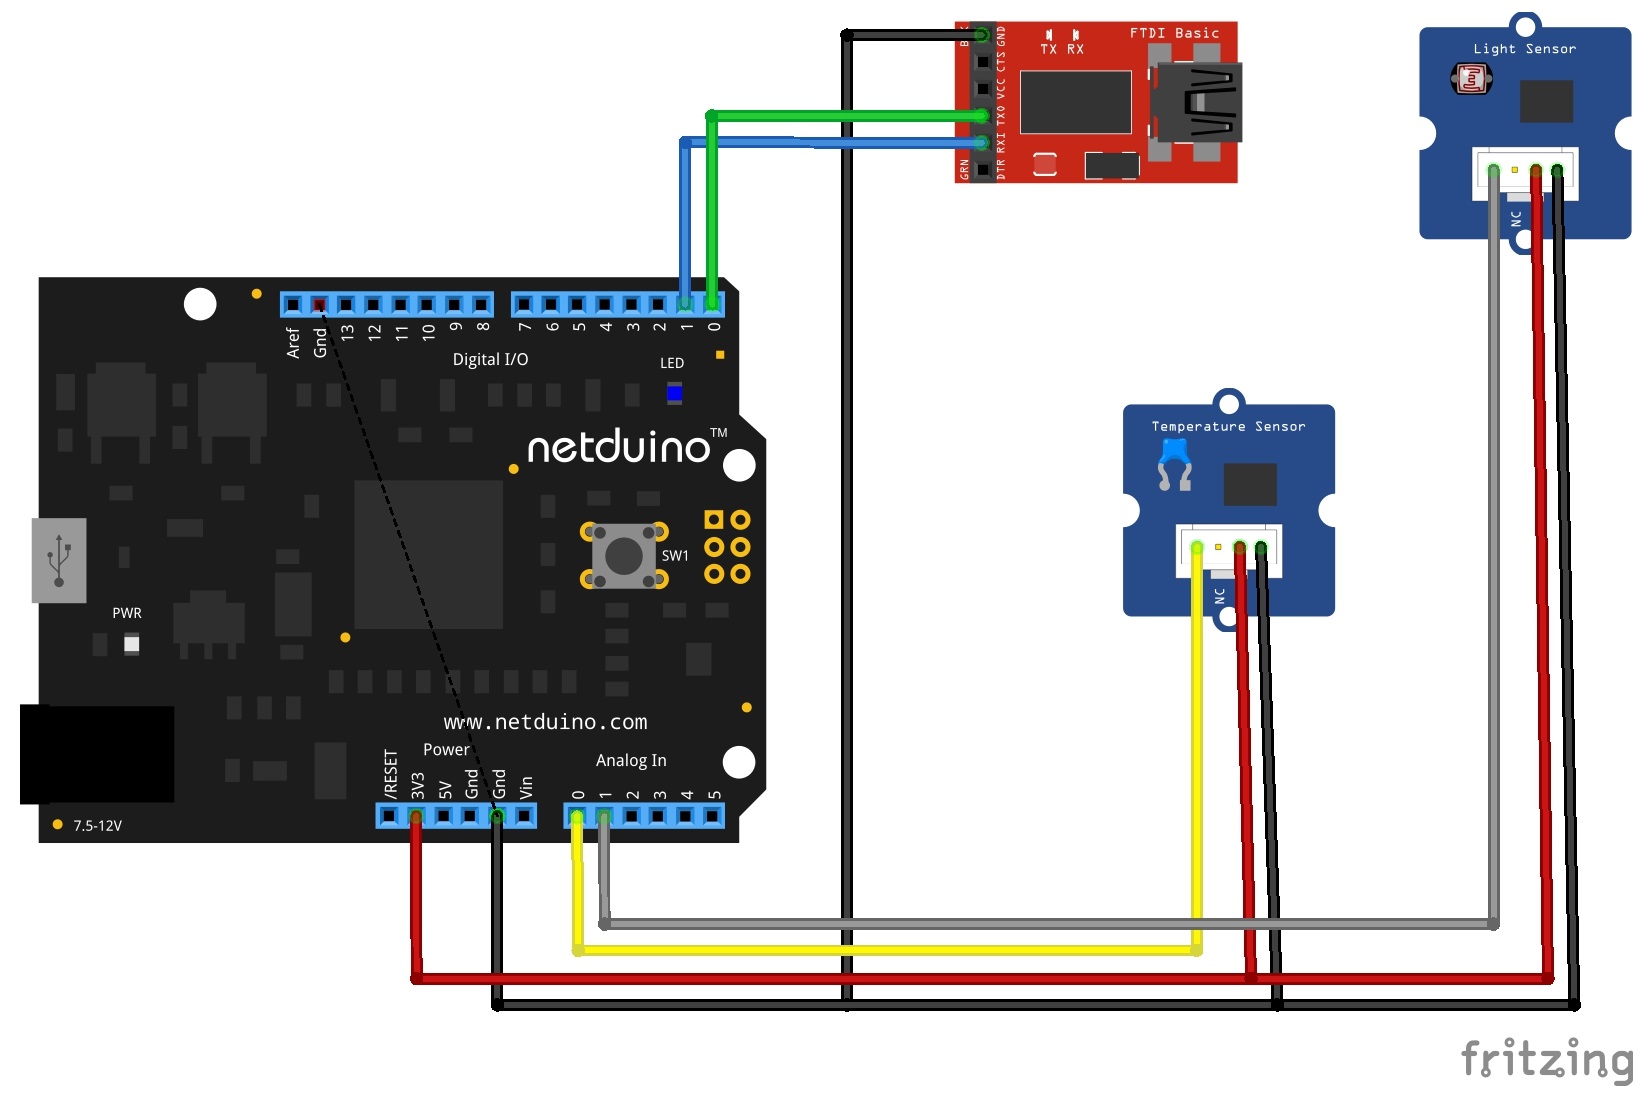 FTDI Basic
TX RX
GND
CTS
VCC
TXO
RXI
DTR
GRN
Light Sensor
NC
Aref
Gnd
13
12
11
10
9
8
7
6
5
4
3
2
1
0
Digital I/O
LED
netduino™
Temperature Sensor
NC
SW1
PWR
www.netduino.com
Power
Analog In
/RESET
3V3
5V
Gnd
Gnd
Vin
0
1
2
3
4
5
7.5-12V
fritzing